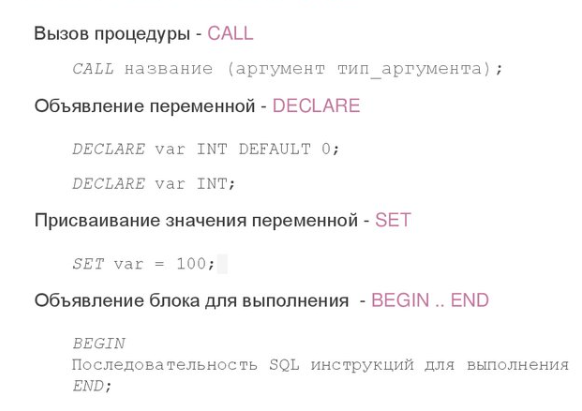 Вызов процедуры - CALL
CALL название (аргумент тип_аргумента);
Объявление переменной - DECLARE
DECLARE var INT DEFAULT 0;
DECLARE var INT;
Присваивание значения переменной - SET
SET var = 100;
Объявление блока для выполнения - BEGIN .. END
BEGIN
Последовательность SQL инструкций для выполнения
END;